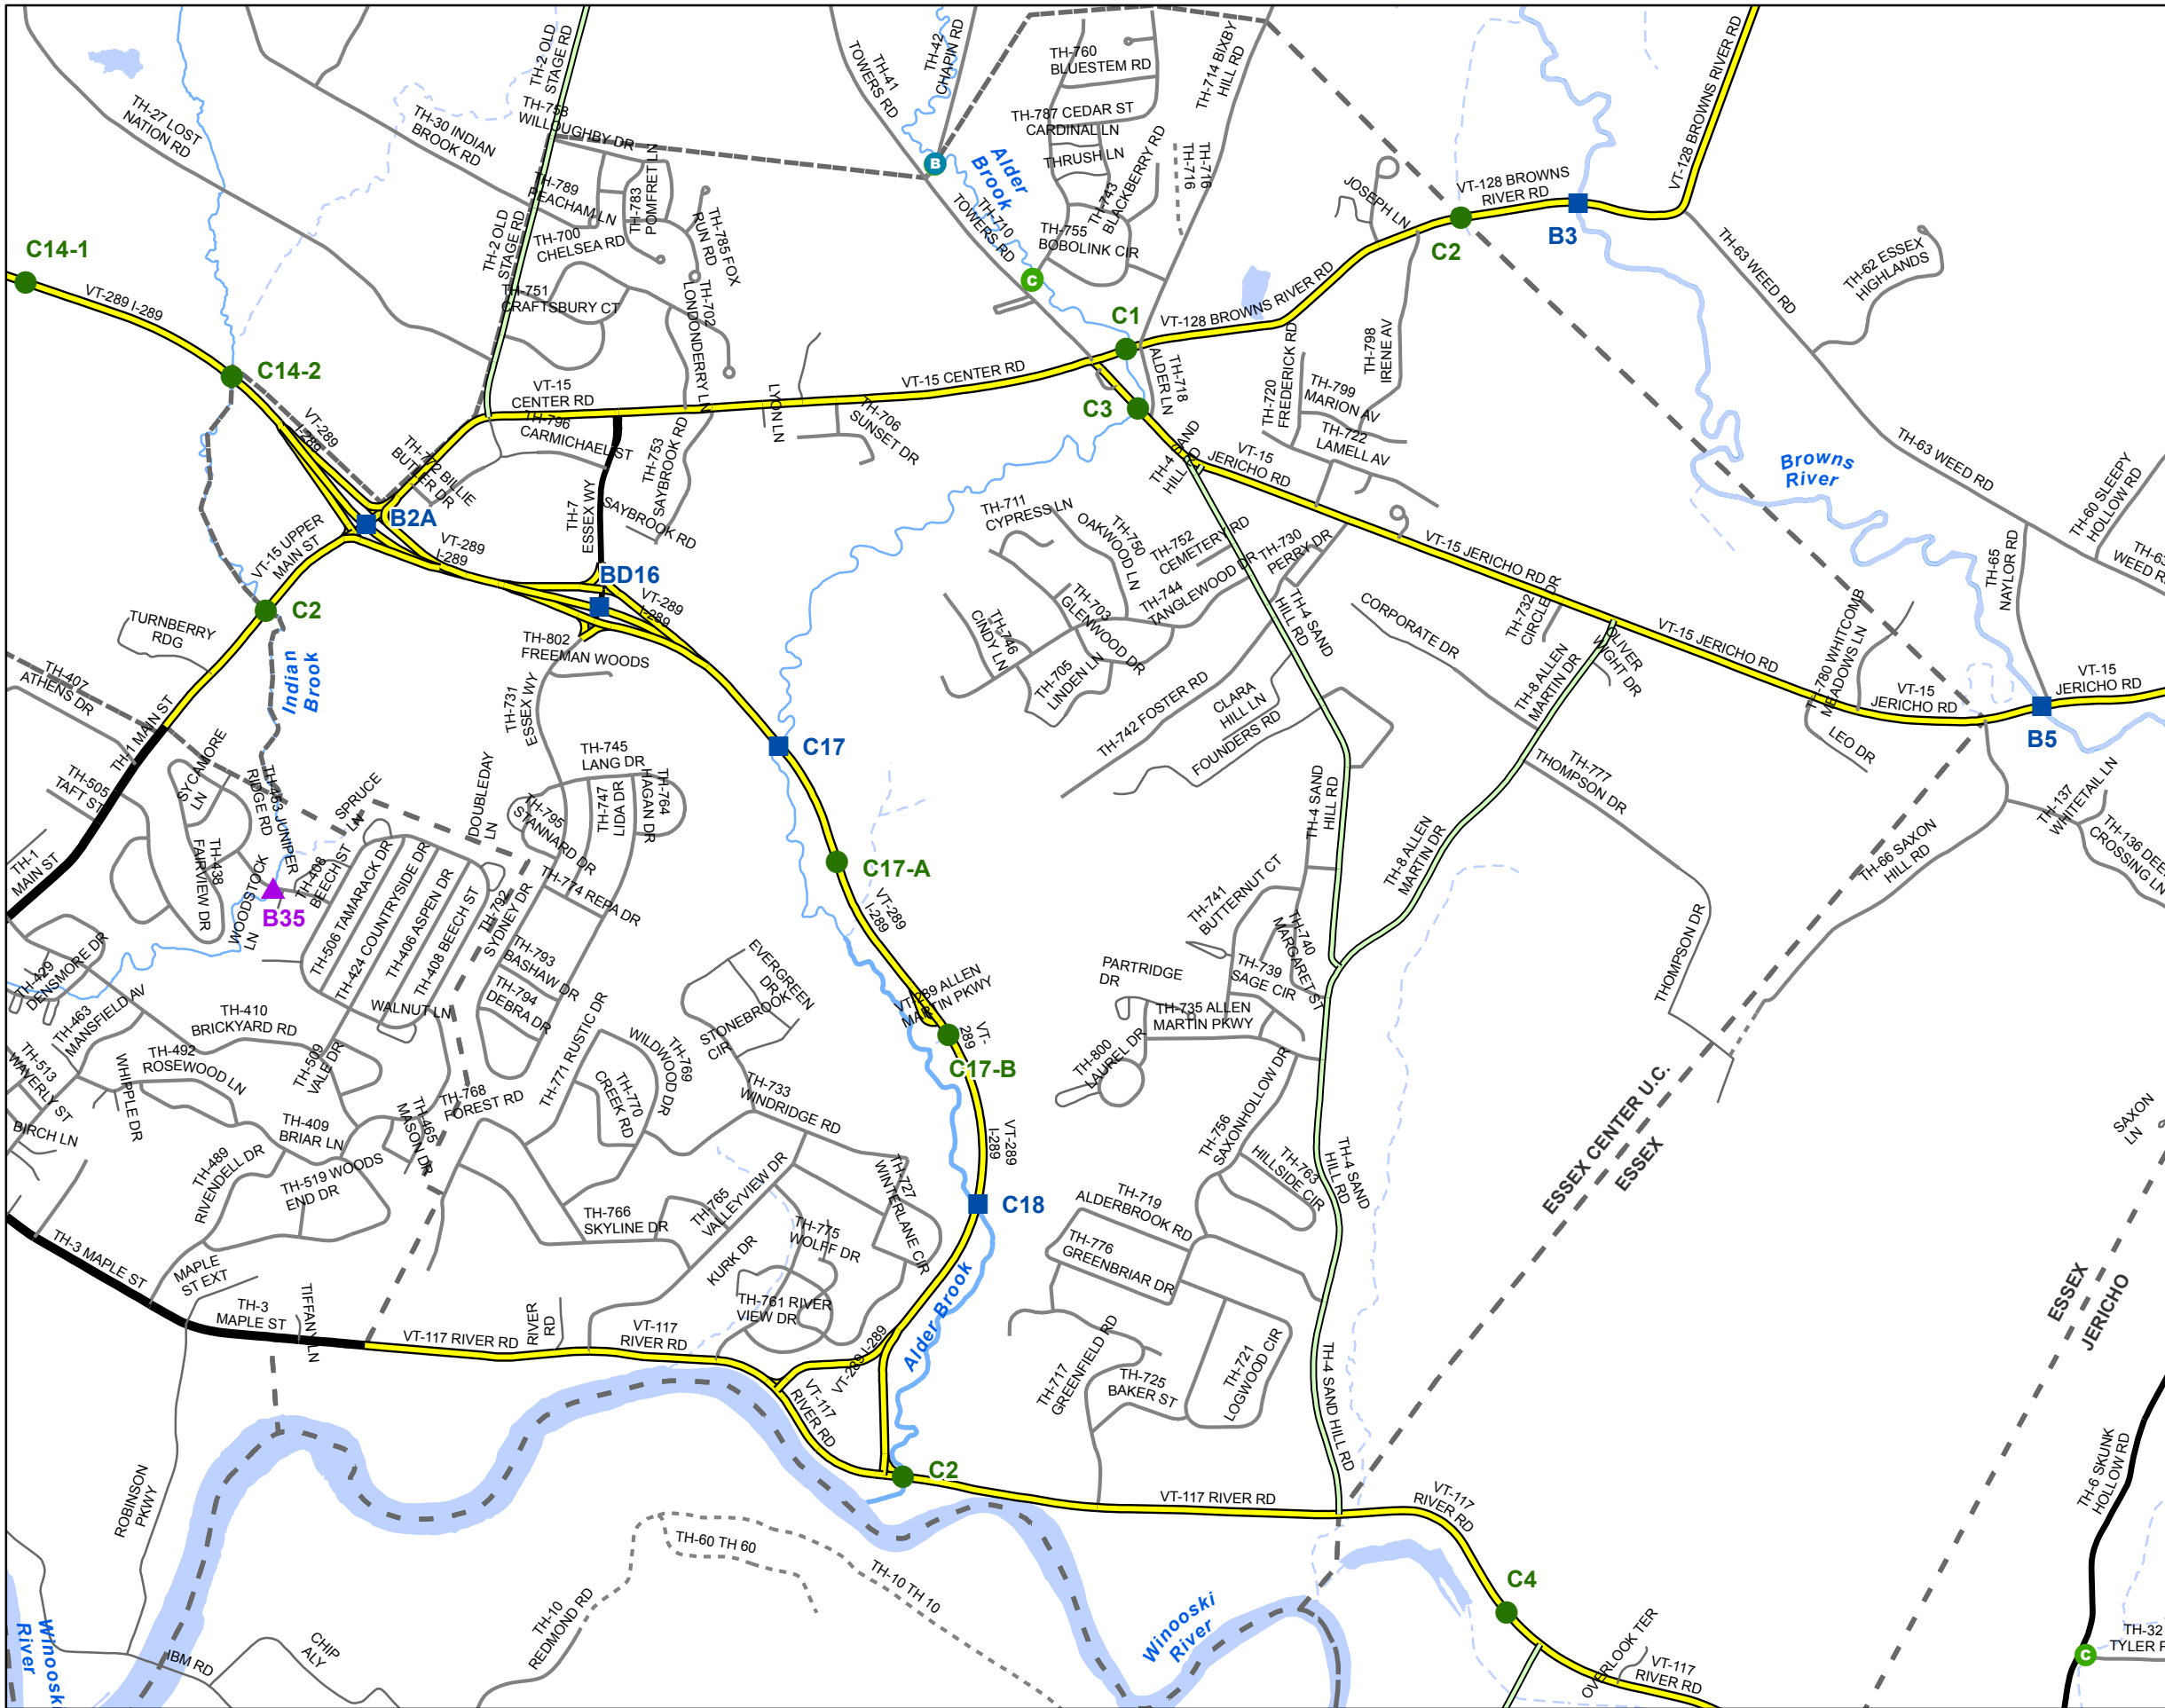 TH-2 OLD
STAGE RD
TH-41
TOWERS RD
TH-42
CHAPIN RD
TH-760
BLUESTEM RD
TH-714 BIXBY
HILL RD
VT-128 BROWNS RIVER RD
TH-27 LOST
NATION RD
TH-30 INDIAN
BROOK RD
TH-758
WILLOUGHBY DR
TH-787 CEDAR ST
CARDINAL LN
THRUSH LN
TH-743
BLACKBERRY RD
TH-716
TH-716
B
Alder
Brook
TH-789
PEACHAM LN
TH-783
POMFRET LN
TH-700
CHELSEA RD
TH-785 FOX
RUN RD
TH-2 OLD
STAGE RD
TH-710
TOWERS RD
TH-755
BOBOLINK CIR
JOSEPH LN
VT-128 BROWNS
RIVER RD
C2
B3
TH-63 WEED RD
TH-62 ESSEX
HIGHLANDS
C14-1
VT-289 I-289
TH-751
CRAFTSBURY CT
TH-702
LONDONDERRY LN
C
C1
VT-128 BROWNS RIVER RD
C14-2
VT-15
CENTER RD
VT-15 CENTER RD
LYON LN
TH-706
SUNSET DR
C3
TH-718
ALDER LN
TH-720
FREDERICK RD
TH-798
IRENE AV
TH-799
MARION AV
TH-722
LAMELL AV
VT-289
I-289
TH-772 BILLIE
BUTLER DR
TH-796
CARMICHAEL ST
TH-753
SAYBROOK RD
SAYBROOK RD
TH-7
ESSEX WY
TH-4 SAND
HILL RD
VT-15
JERICHO RD
TH-63 WEED RD
TH-60 SLEEPY
HOLLOW RD
Browns
River
B2A
VT-15 UPPER
MAIN ST
VT-289
I-289
BD16
VT-289
I-289
TH-711
CYPRESS LN
OAKWOOD LN
TH-750
TH-752
CEMETERY RD
TH-730
PERRY DR
TH-744
TANGLEWOOD DR
VT-15 JERICHO RD
TH-65
NAYLOR RD
TH-63
WEED R
C2
TURNBERRY
RDG
TH-802
FREEMAN WOODS
TH-746
CINDY LN
TH-703
GLENWOOD DR
TH-705
LINDEN LN
TH-4 SAND
HILL RD
CORPORATE DR
TH-732
CIRCLE DR
OLIVER
WIGHT DR
TH-8 ALLEN
MARTIN DR
VT-15 JERICHO RD
TH-780 WHITCOMB
MEADOWS LN
VT-15
JERICHO RD
VT-15
JERICHO RD
B5
LEO DR
TH-407
ATHENS DR
TH-1 MAIN ST
Indian
Brook
TH-731
ESSEX WY
C17
TH-742 FOSTER RD
CLARA
HILL LN
FOUNDERS RD
TH-777
THOMPSON DR
TH-505
TAFT ST
SYCAMORE
LN
TH-453 JUNIPER
RIDGE RD
SPRUCE
LN
DOUBLEDAY
LN
TH-745
LANG DR
TH-747
LIDA DR
TH-764
HAGAN DR
TH-795
STANNARD DR
TH-4 SAND
HILL RD
TH-8 ALLEN
MARTIN DR
TH-137
WHITETAIL LN
TH-136 DEE
CROSSING LN
TH-66 SAXON
HILL RD
TH-1
MAIN ST
TH-438
FAIRVIEW DR
WOODSTOCK
LN
B35
TH-408
BEECH ST
TH-506 TAMARACK DR
TH-424 COUNTRYSIDE DR
TH-406 ASPEN DR
TH-408 BEECH ST
TH-792
SYDNEY DR
TH-774 REPA DR
C17-A
VT-289
I-289
TH-741
BUTTERNUT CT
TH-740
MARGARET ST
TH-739
SAGE CIR
THOMPSON DR
TH-429
DENSMORE DR
TH-793
BASHAW DR
TH-794
DEBRA DR
WALNUT LN
EVERGREEN
DR
STONEBROOK
CIR
VT-289 ALLEN
MARTIN PKWY
VT-
289
C17-B
PARTRIDGE
DR
TH-735 ALLEN
MARTIN PKWY
TH-800
LAUREL DR
TH-463
MANSFIELD AV
TH-410
BRICKYARD RD
TH-492
ROSEWOOD LN
TH-509
VALE DR
TH-513
WAVERLY ST
WHIPPLE DR
BIRCH LN
TH-409
BRIAR LN
TH-465
MASON DR
TH-768
FOREST RD
TH-771 RUSTIC DR
TH-770
CREEK RD
WILDWOOD DR
TH-769
TH-733
WINDRIDGE RD
TH-756
SAXONHOLLOW DR
TH-763
HILLSIDE CIR
ESSEX CENTER U.C.
ESSEX
SAXON
LN
VT-289
I-289
TH-489
RIVENDELL DR
TH-519 WOODS
END DR
TH-766
SKYLINE DR
TH-765
VALLEYVIEW DR
TH-727
WINTERLANE CIR
C18
TH-719
ALDERBROOK RD
TH-776
GREENBRIAR DR
TH-4 SAND
HILL RD
TH-3 MAPLE ST
MAPLE
ST EXT
KURK DR
TH-775
WOLFF DR
TH-761 RIVER
VIEW DR
ESSEX
JERICHO
TH-3
MAPLE ST
TIFFANY LN
VT-117 RIVER RD
RIVER
RD
VT-117
RIVER RD
VT-289 I-289
Alder Brook
TH-717
GREENFIELD RD
TH-725
BAKER ST
TH-721
LOGWOOD CIR
TH-4 SAND HILL RD
VT-117
RIVER RD
C2
VT-117 RIVER RD
VT-117
RIVER RD
TH-6 SKUNK
HOLLOW RD
ROBINSON
PKWY
TH-60 TH 60
TH-10 TH 10
TH-10
REDMOND RD
Winooski
River
C4
Winooski
River
IBM RD
CHIP
ALY
OVERLOOK TER
VT-117
RIVER RD
C
TH-32
TYLER P